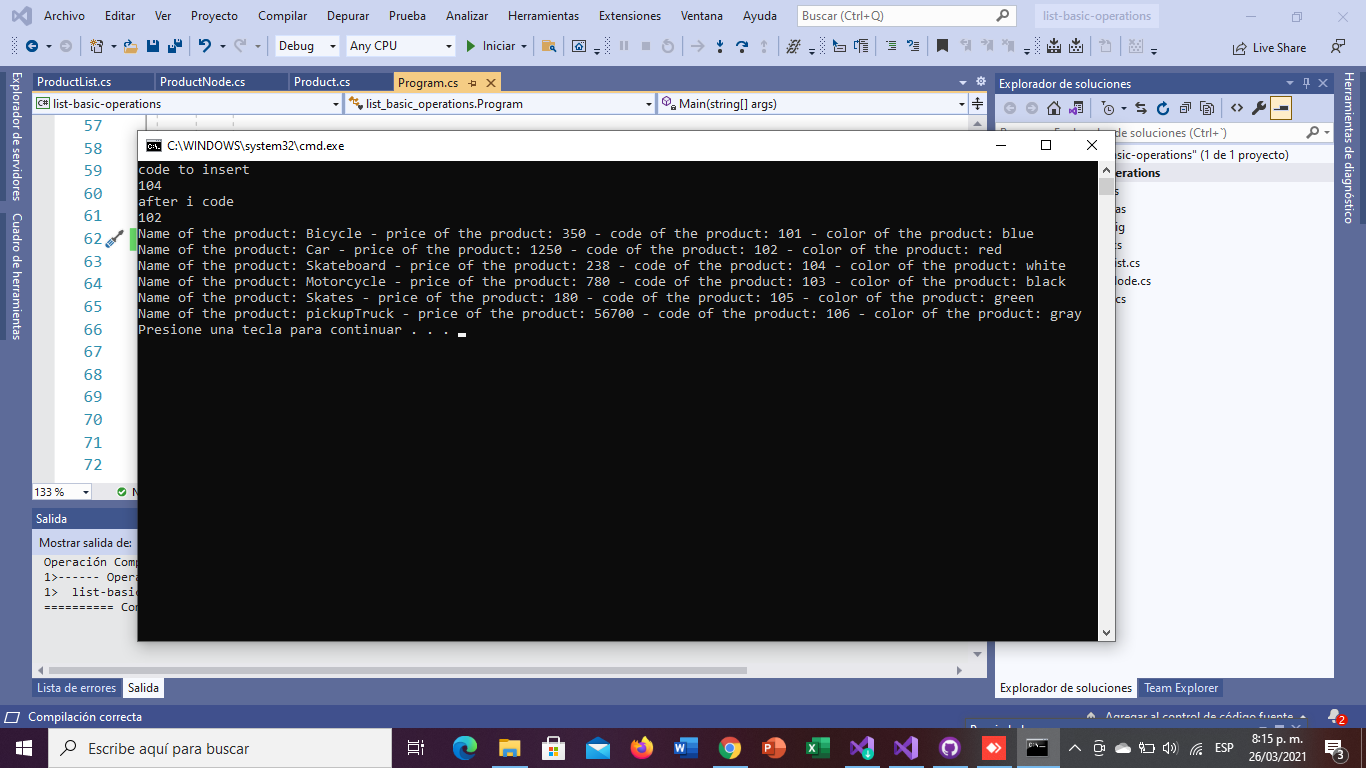 Archivo Editar Ver Proyecto Compilar Depurar Prueba Analizar Herramientas Extensiones Ventana Ayuda Buscar (Ctrl+Q) list-basic-operations
Debug Any CPU Iniciar Live Share
Explorador de servidores
Cuadro de herramientas
ProductList.cs ProductNode.cs Product.cs Program.cs
list-basic-operations list_basic_operations.Program Main(string[] args)
57
58
59
60
61
62
63
64
65
66
67
68
69
70
71
72
133 %
C:\WINDOWS\system32\cmd.exe
code to insert
104
after i code
102
Name of the product: Bicycle - price of the product: 350 - code of the product: 101 - color of the product: blue
Name of the product: Car - price of the product: 1250 - code of the product: 102 - color of the product: red
Name of the product: Skateboard - price of the product: 238 - code of the product: 104 - color of the product: white
Name of the product: Motorcycle - price of the product: 780 - code of the product: 103 - color of the product: black
Name of the product: Skates - price of the product: 180 - code of the product: 105 - color of the product: green
Name of the product: pickupTruck - price of the product: 56700 - code of the product: 106 - color of the product: gray
Presione una tecla para continuar . . .
Explorador de soluciones
de soluciones (Ctrl+´)
sic-operations" (1 de 1 proyecto)
erations
s
as
ig
ts
ist.cs
lode.cs
cs
Herramientas de diagnóstico
Salida
Mostrar salida de:
Operación Comp
1>------ Opera
1> list-basic
========== Com
Lista de errores Salida
Explorador de soluciones Team Explorer
Compilación correcta Agregar al control de código fuente 2
Escribe aquí para buscar
ESP
8:15 p. m.
26/03/2021
3